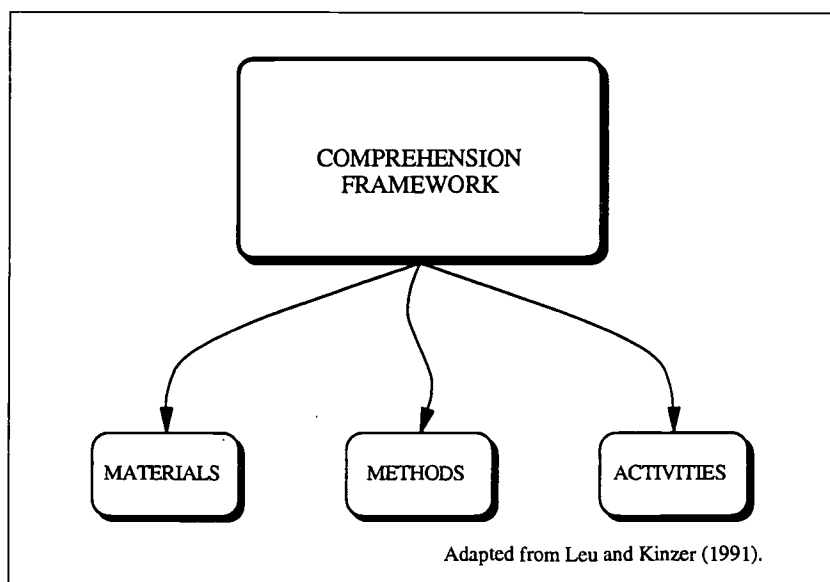 COMPREHENSION
FRAMEWORK
MATERIALS
METHODS
ACTIVITIES
Adapted from Leu and Kinzer (1991).